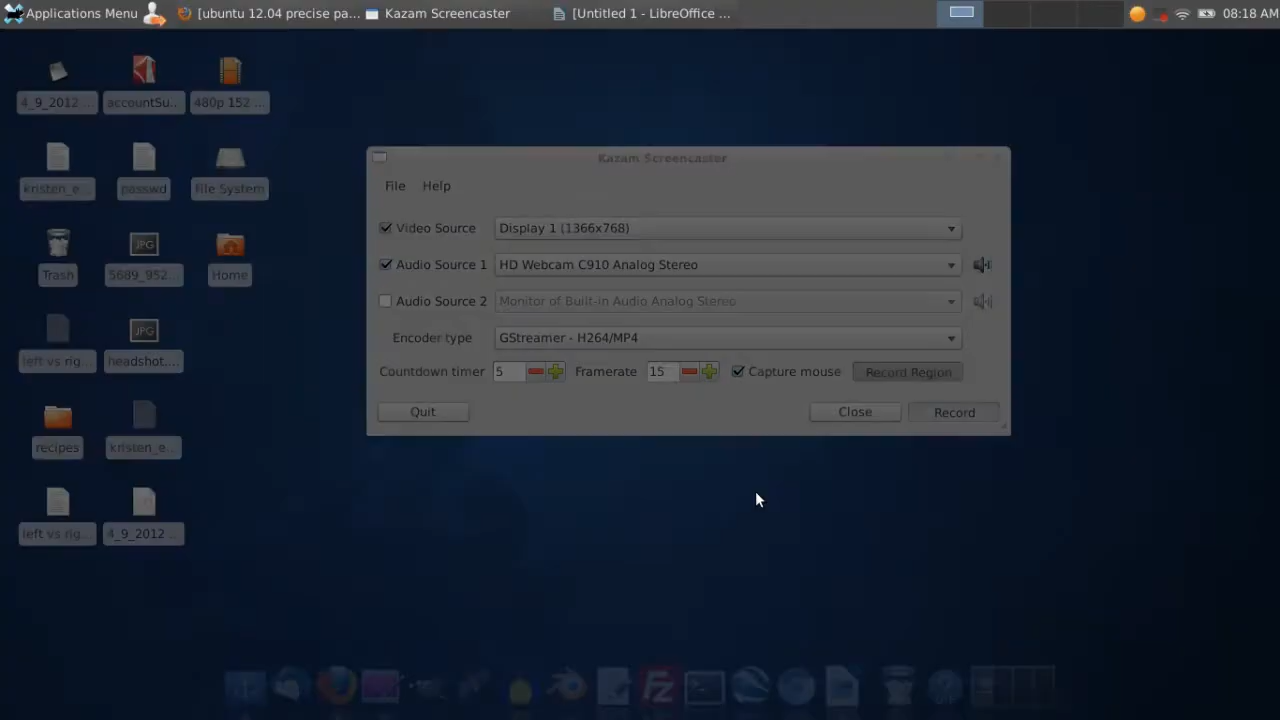 Applications Menu
[ubuntu 12.04 precise pa...
Kazam Screencaster
[Untitled 1 - LibreOffice ...
08:18 AM
4_9_2012 ...
accountSu...
480p 152 ...
kristen_e...
passwd
File System
Trash
5689_952...
Home
left vs rig...
headshot....
recipes
kristen_e...
left vs rig...
4_9_2012 ...
JPG
JPG
Kazam Screencaster
File Help
Video Source Display 1 (1366x768)
Audio Source 1 HD Webcam C910 Analog Stereo
Audio Source 2 Monitor of Built-in Audio Analog Stereo
Encoder type GStreamer - H264/MP4
Countdown timer 5 Framerate 15 Capture mouse Record Region
Quit Close Record
FZ